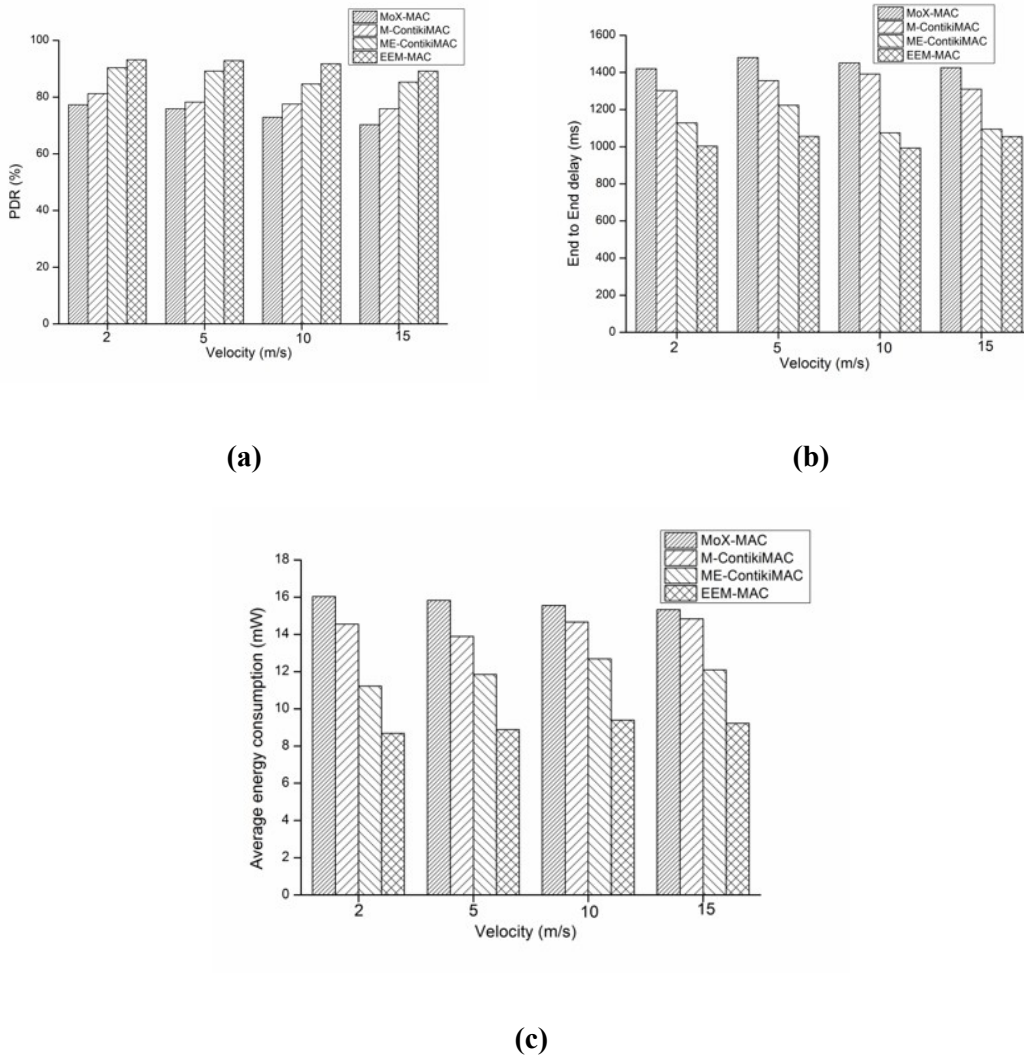 MoX-MAC
M-ContikiMAC
ME-ContikiMAC
EEM-MAC
100
80
60
40
20
0
PDR (%)
2 5 10 15
Velocity (m/s)
(a)
MoX-MAC
M-ContikiMAC
ME-ContikiMAC
EEM-MAC
1600
1400
1200
1000
800
600
400
200
0
End to End delay (ms)
2 5 10 15
Velocity (m/s)
(b)
MoX-MAC
M-ContikiMAC
ME-ContikiMAC
EEM-MAC
18
16
14
12
10
8
6
4
2
0
Average energy consumption (mW)
2 5 10 15
Velocity (m/s)
(c)